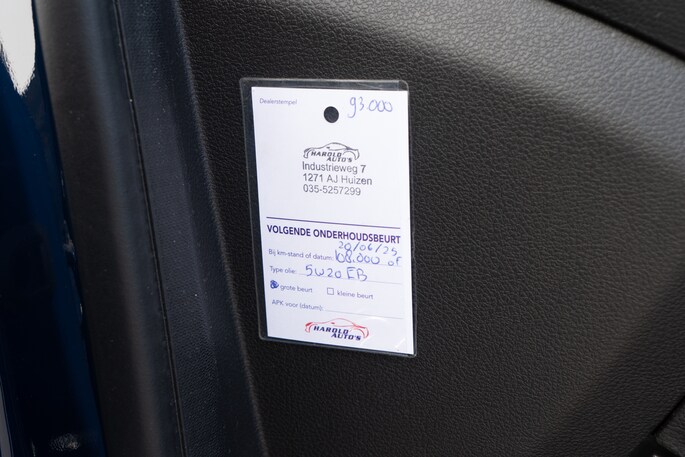 Dealerstempel
93.000
HAROLD
AUTO'S
Industrieweg 7
1271 AJ Huizen
035-5257299
VOLGENDE ONDERHOUDSBEURT
20/06/25
Bij km-stand of datum: 108.000 of
Type olie: 5W20 EB
grote beurt kleine beurt
APK voor (datum):
HAROLD
AUTO'S